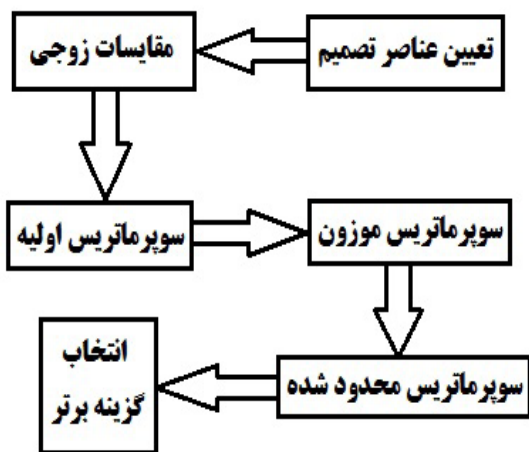 تعیین عناصر تصمیم
مقایسات زوجی
سوپرماتریس اولیه
سوپرماتریس موزون
سوپرماتریس محدود شده
انتخاب
گزینه برتر